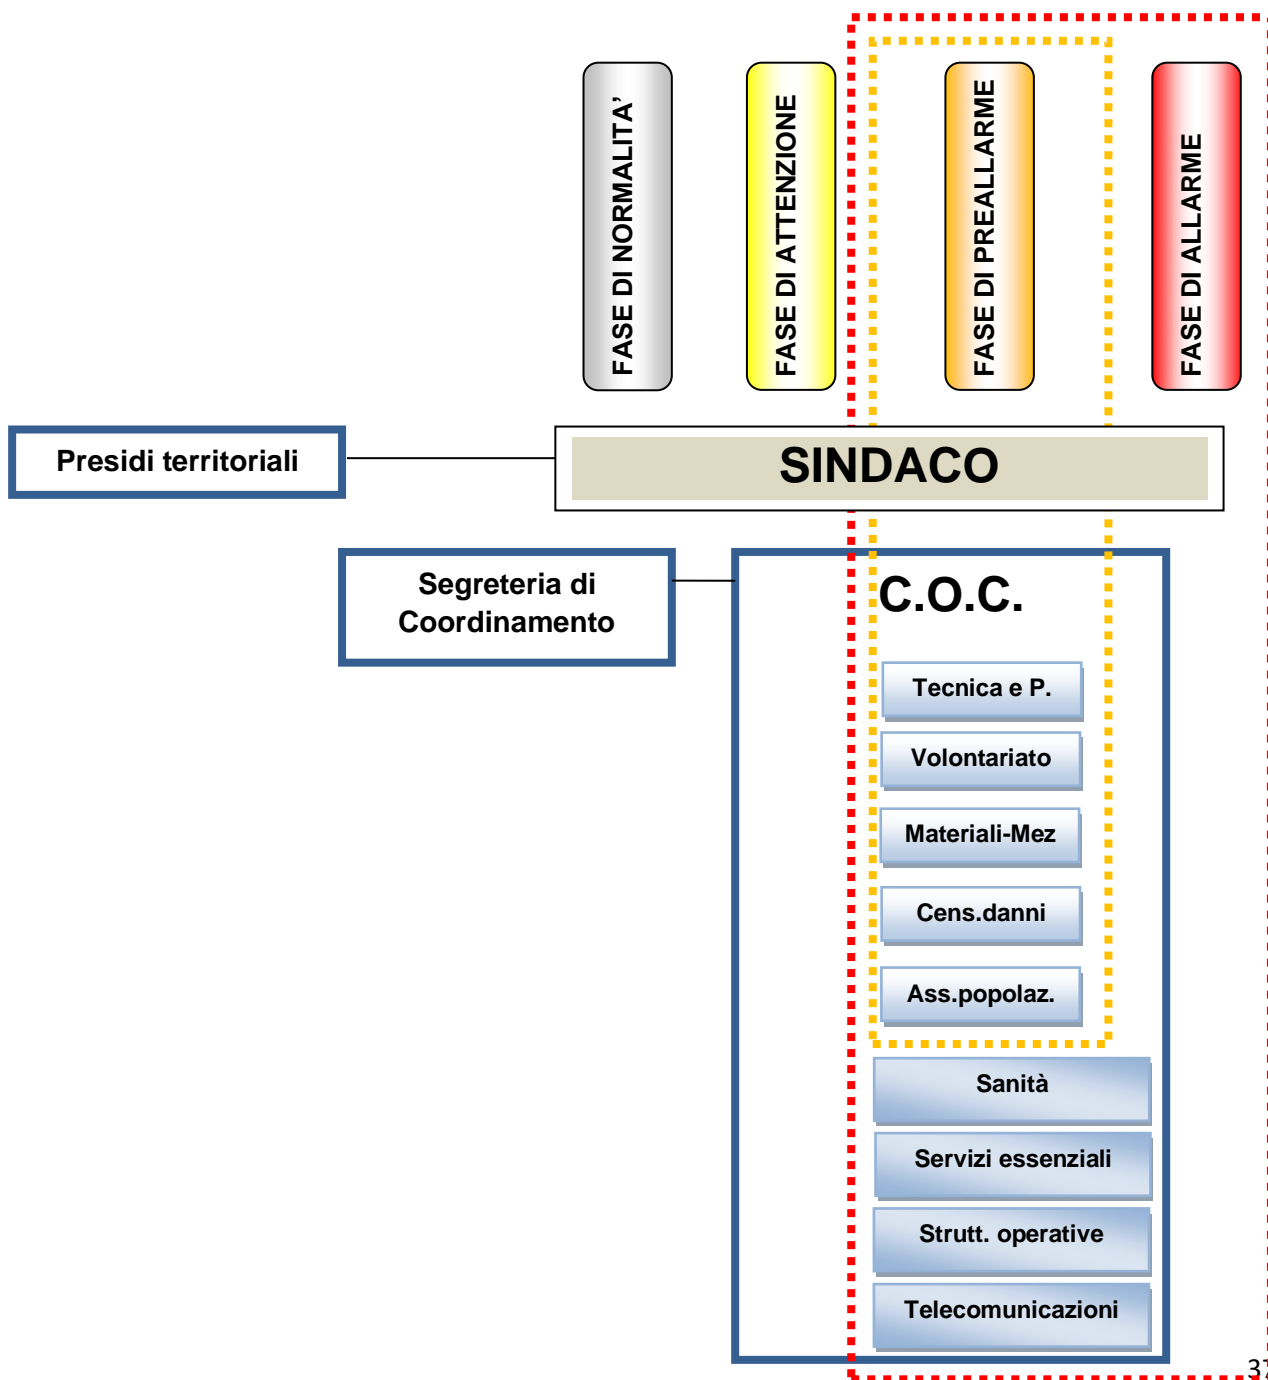 FASE DI NORMALITA'
FASE DI ATTENZIONE
FASE DI PREALLARME
FASE DI ALLARME
Presidi territoriali
SINDACO
Segreteria di
Coordinamento
C.O.C.
Tecnica e P.
Volontariato
Materiali-Mez
Cens.danni
Ass.popolaz.
Sanità
Servizi essenziali
Strutt. operative
Telecomunicazioni
37